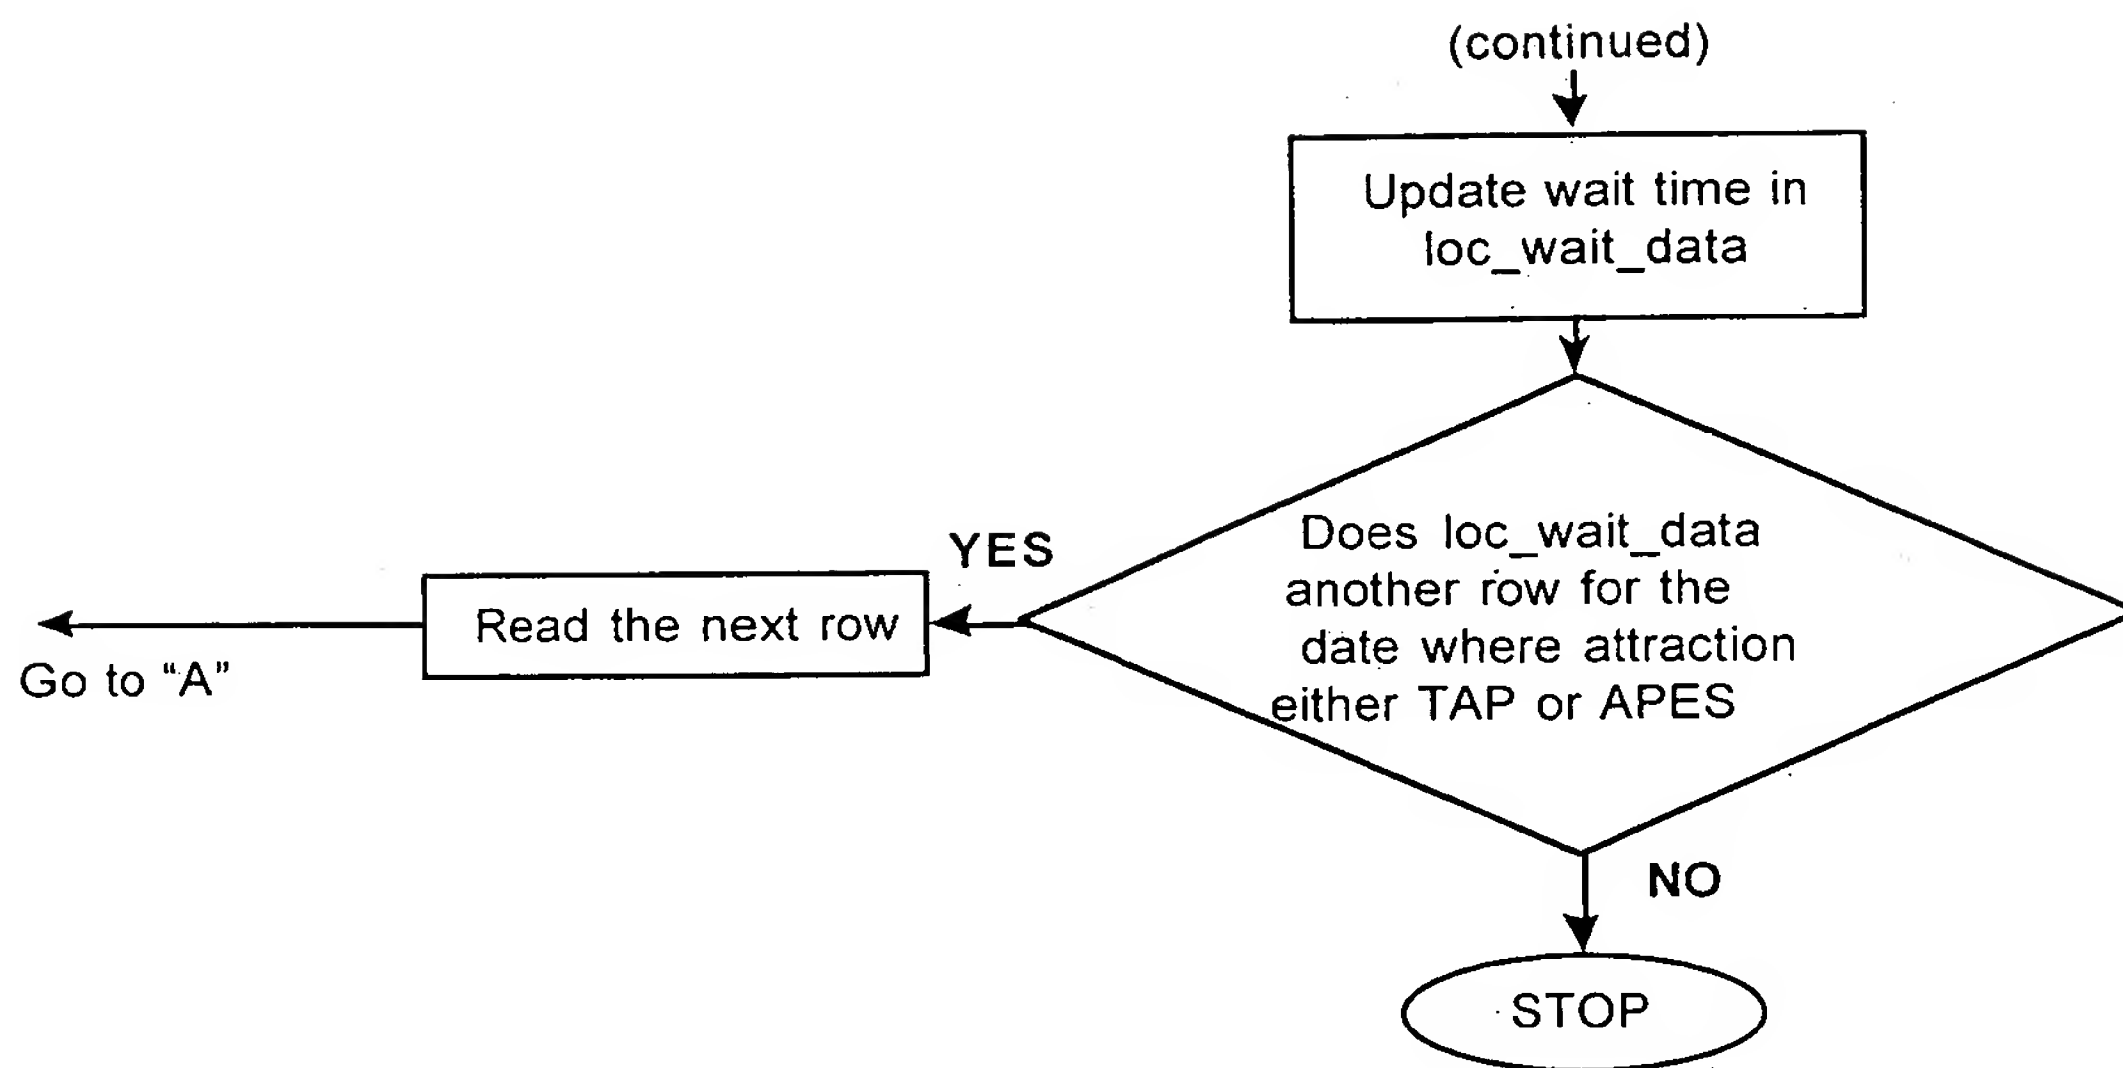 (continued)
Update wait time in
loc_wait_data
Does loc_wait_data
another row for the
date where attraction
either TAP or APES
YES
Read the next row
Go to “A”
NO
STOP